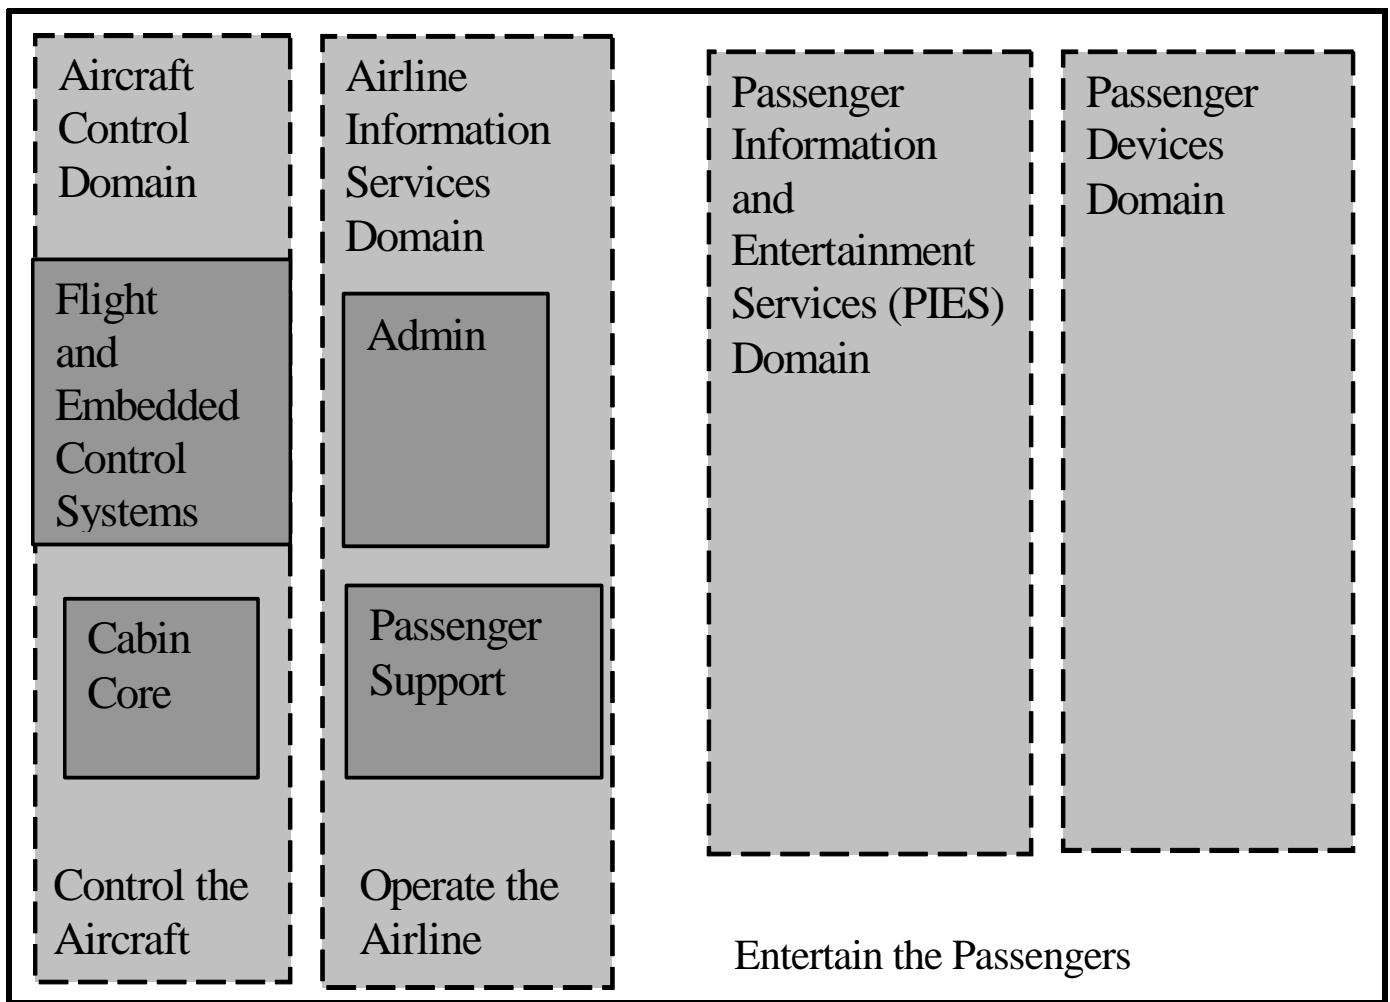 Aircraft
Control
Domain
Flight
and
Embedded
Control
Systems
Cabin
Core
Control the
Aircraft
Airline
Information
Services
Domain
Admin
Passenger
Support
Operate the
Airline
Passenger
Information
and
Entertainment
Services (PIES)
Domain
Passenger
Devices
Domain
Entertain the Passengers